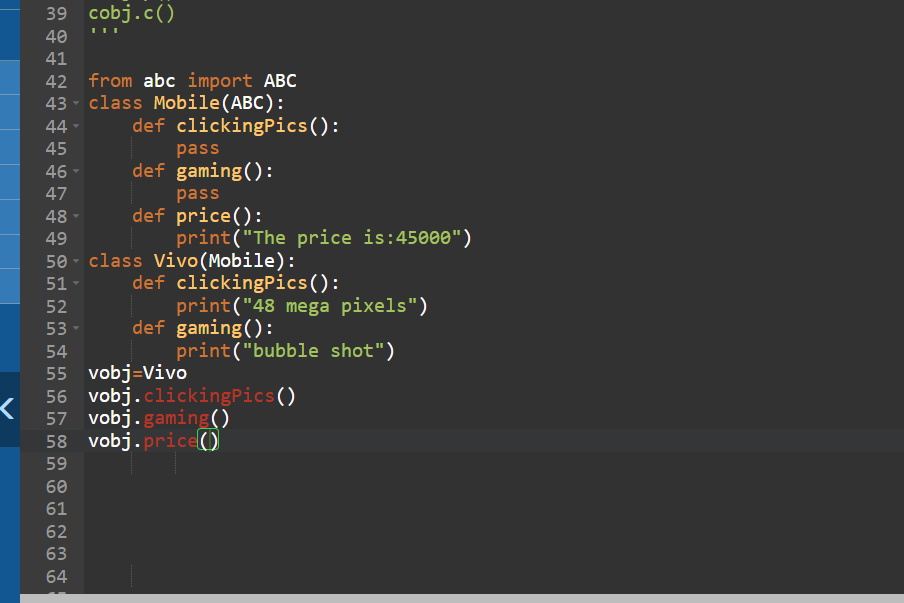 39 cobj.c()
40 '''
41
42 from abc import ABC
43 class Mobile(ABC):
44     def clickingPics():
45         pass
46     def gaming():
47         pass
48     def price():
49         print("The price is:45000")
50 class Vivo(Mobile):
51     def clickingPics():
52         print("48 mega pixels")
53     def gaming():
54         print("bubble shot")
55 vobj=Vivo
56 vobj.clickingPics()
57 vobj.gaming()
58 vobj.price()
59
60
61
62
63
64